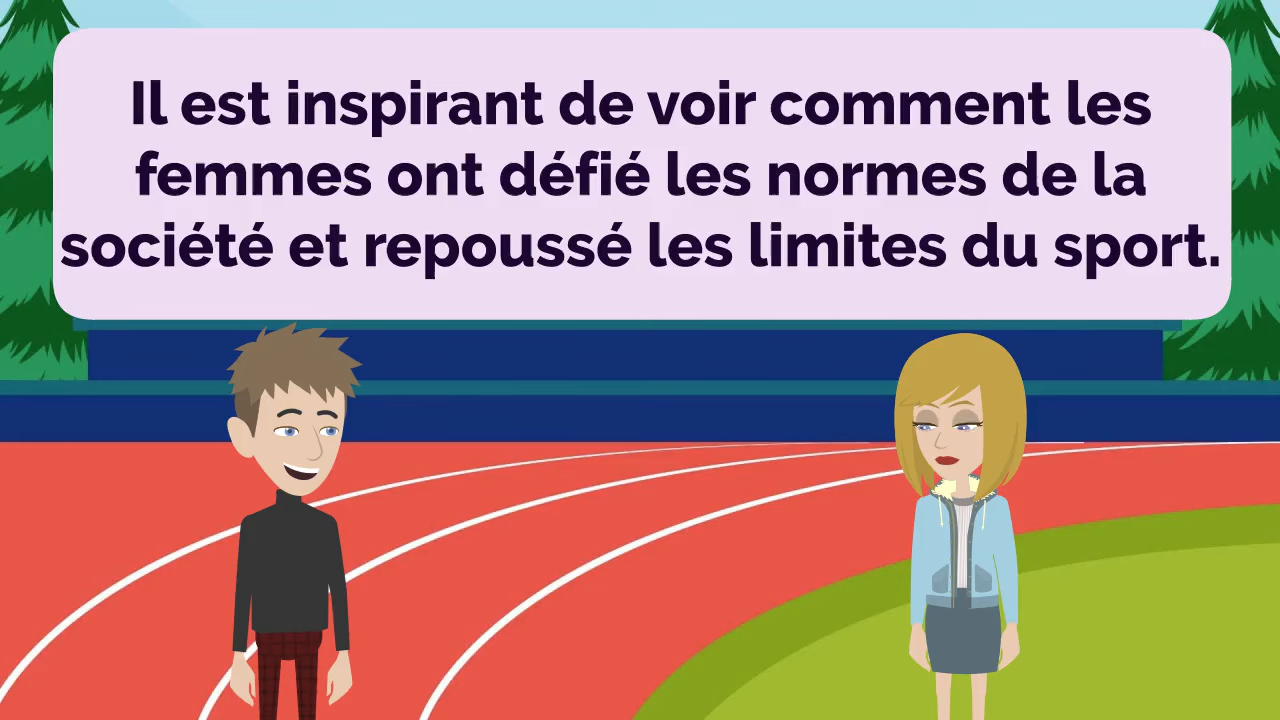 Il est inspirant de voir comment les
femmes ont défié les normes de la
société et repoussé les limites du sport.